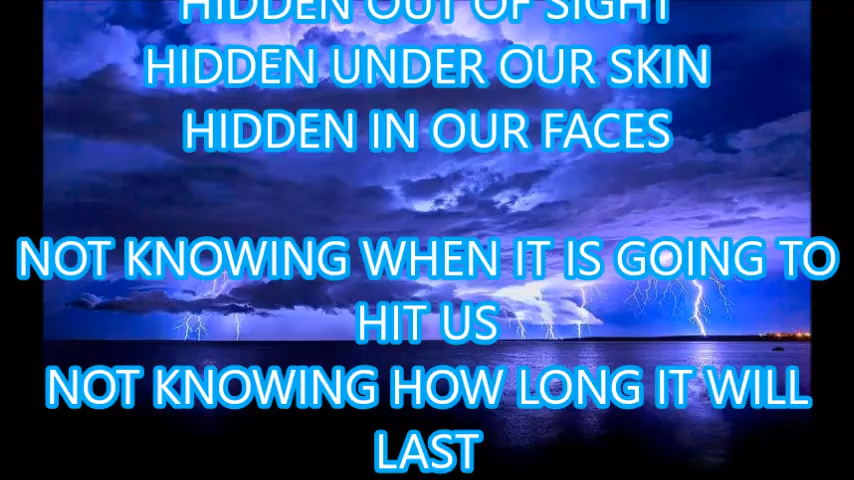 HIDDEN OUT OF SIGHT
HIDDEN UNDER OUR SKIN
HIDDEN IN OUR FACES
NOT KNOWING WHEN IT IS GOING TO
HIT US
NOT KNOWING HOW LONG IT WILL
LAST